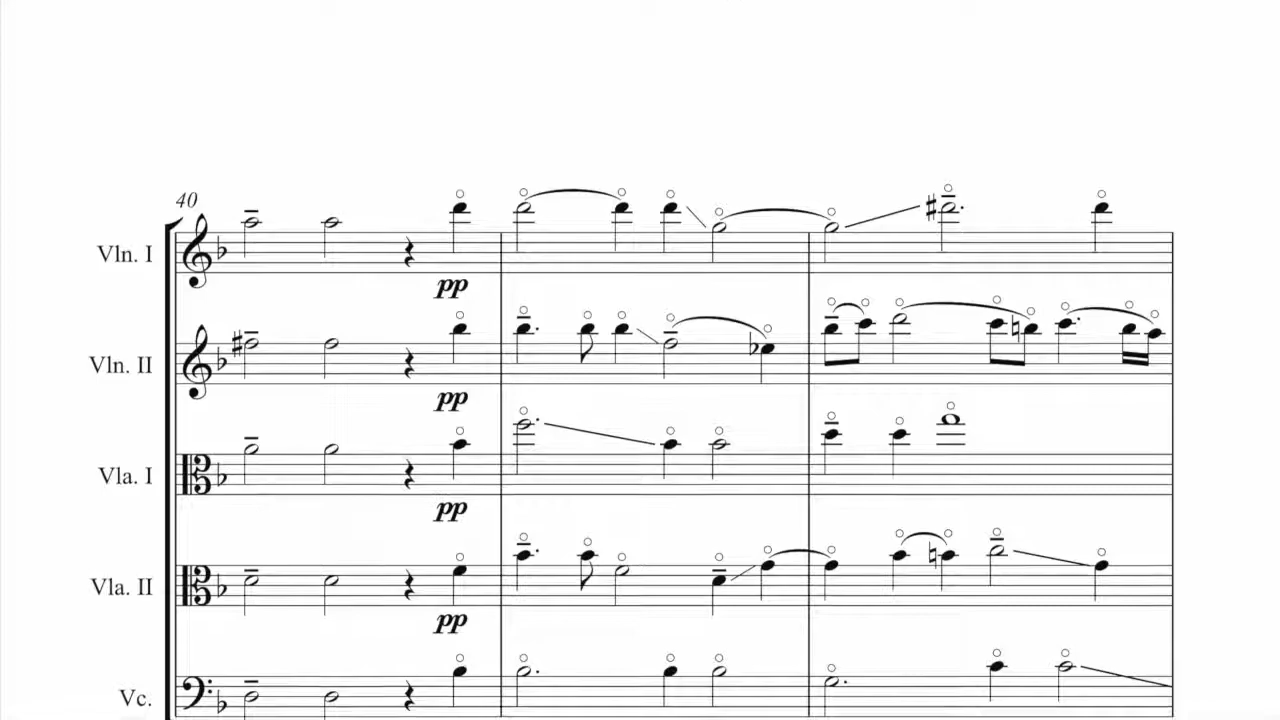 40
Vln. I
pp
Vln. II
pp
Vla. I
pp
Vla. II
pp
Vc.